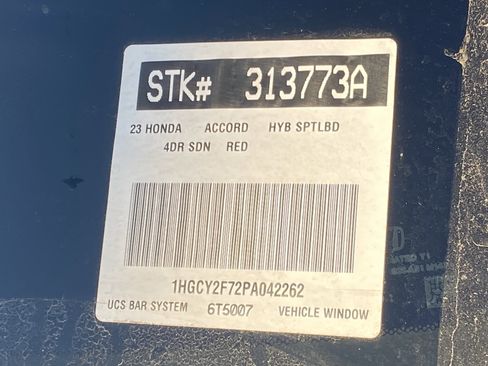 STK# 313773A
23 HONDA ACCORD HYB SPTLBD
4DR SDN RED
1HGCY2F72PA042262
UCS BAR SYSTEM 6T5007 VEHICLE WINDOW